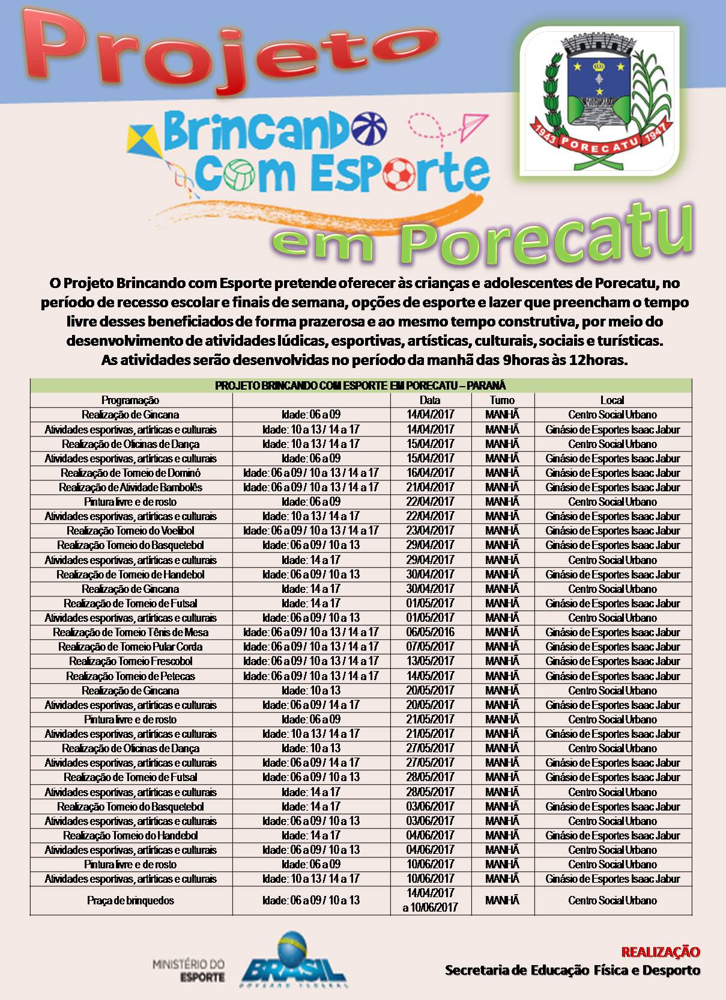 Projeto
1943 PORECATU 1947
Brincando
com Esporte
em Porecatu
O Projeto Brincando com Esporte pretende oferecer às crianças e adolescentes de Porecatu, no
período de recesso escolar e finais de semana, opções de esporte e lazer que preencham o tempo
livre desses beneficiados de forma prazerosa e ao mesmo tempo construtiva, por meio do
desenvolvimento de atividades lúdicas, esportivas, artísticas, culturais, sociais e turísticas.
As atividades serão desenvolvidas no período da manhã das 9horas às 12horas.
PROJETO BRINCANDO COM ESPORTE EM PORECATU – PARANÁ
Programação Data Turno Local
Realização de Gincana Idade: 06 a 09 14/04/2017 MANHÃ Centro Social Urbano
Atividades esportivas, artírticas e culturais Idade: 10 a 13 / 14 a 17 14/04/2017 MANHÃ Ginásio de Esportes Isaac Jabur
Realização de Oficinas de Dança Idade: 10 a 13 / 14 a 17 15/04/2017 MANHÃ Centro Social Urbano
Atividades esportivas, artírticas e culturais Idade: 06 a 09 15/04/2017 MANHÃ Ginásio de Esportes Isaac Jabur
Realização de Torneio de Dominó Idade: 06 a 09 / 10 a 13 / 14 a 17 16/04/2017 MANHÃ Ginásio de Esportes Isaac Jabur
Realização de Atividade Bambolês Idade: 06 a 09 / 10 a 13 / 14 a 17 21/04/2017 MANHÃ Ginásio de Esportes Isaac Jabur
Pintura livre e de rosto Idade: 06 a 09 22/04/2017 MANHÃ Centro Social Urbano
Atividades esportivas, artírticas e culturais Idade: 10 a 13 / 14 a 17 22/04/2017 MANHÃ Ginásio de Esportes Isaac Jabur
Realização Torneio do Voelibol Idade: 06 a 09 / 10 a 13 / 14 a 17 23/04/2017 MANHÃ Ginásio de Esportes Isaac Jabur
Realização Torneio do Basquetebol Idade: 06 a 09 / 10 a 13 29/04/2017 MANHÃ Ginásio de Esportes Isaac Jabur
Atividades esportivas, artírticas e culturais Idade: 14 a 17 29/04/2017 MANHÃ Centro Social Urbano
Realização de Torneio de Handebol Idade: 06 a 09 / 10 a 13 30/04/2017 MANHÃ Ginásio de Esportes Isaac Jabur
Realização de Gincana Idade: 14 a 17 30/04/2017 MANHÃ Centro Social Urbano
Realização de Torneio de Futsal Idade: 14 a 17 01/05/2017 MANHÃ Ginásio de Esportes Isaac Jabur
Atividades esportivas, artírticas e culturais Idade: 06 a 09 / 10 a 13 01/05/2017 MANHÃ Centro Social Urbano
Realização de Torneio Tênis de Mesa Idade: 06 a 09 / 10 a 13 / 14 a 17 06/05/2016 MANHÃ Ginásio de Esportes Isaac Jabur
Realização de Torneio Pular Corda Idade: 06 a 09 / 10 a 13 / 14 a 17 07/05/2017 MANHÃ Ginásio de Esportes Isaac Jabur
Realização Torneio Frescobol Idade: 06 a 09 / 10 a 13 / 14 a 17 13/05/2017 MANHÃ Ginásio de Esportes Isaac Jabur
Realização Torneio de Petecas Idade: 06 a 09 / 10 a 13 / 14 a 17 14/05/2017 MANHÃ Ginásio de Esportes Isaac Jabur
Realização de Gincana Idade: 10 a 13 20/05/2017 MANHÃ Centro Social Urbano
Atividades esportivas, artírticas e culturais Idade: 06 a 09 / 14 a 17 20/05/2017 MANHÃ Ginásio de Esportes Isaac Jabur
Pintura livre e de rosto Idade: 06 a 09 21/05/2017 MANHÃ Centro Social Urbano
Atividades esportivas, artírticas e culturais Idade: 10 a 13 / 14 a 17 21/05/2017 MANHÃ Ginásio de Esportes Isaac Jabur
Realização de Oficinas de Dança Idade: 10 a 13 27/05/2017 MANHÃ Centro Social Urbano
Atividades esportivas, artírticas e culturais Idade: 06 a 09 / 14 a 17 27/05/2017 MANHÃ Ginásio de Esportes Isaac Jabur
Realização de Torneio de Futsal Idade: 06 a 09 / 10 a 13 28/05/2017 MANHÃ Ginásio de Esportes Isaac Jabur
Atividades esportivas, artírticas e culturais Idade: 14 a 17 28/05/2017 MANHÃ Centro Social Urbano
Realização Torneio do Basquetebol Idade: 14 a 17 03/06/2017 MANHÃ Ginásio de Esportes Isaac Jabur
Atividades esportivas, artírticas e culturais Idade: 06 a 09 / 10 a 13 03/06/2017 MANHÃ Centro Social Urbano
Realização Torneio do Handebol Idade: 14 a 17 04/06/2017 MANHÃ Ginásio de Esportes Isaac Jabur
Atividades esportivas, artírticas e culturais Idade: 06 a 09 / 10 a 13 04/06/2017 MANHÃ Centro Social Urbano
Pintura livre e de rosto Idade: 06 a 09 10/06/2017 MANHÃ Centro Social Urbano
Atividades esportivas, artírticas e culturais Idade: 10 a 13 / 14 a 17 10/06/2017 MANHÃ Ginásio de Esportes Isaac Jabur
Praça de brinquedos Idade: 06 a 09 / 10 a 13 14/04/2017 a 10/06/2017 MANHÃ Centro Social Urbano
MINISTÉRIO DO
ESPORTE
BRASIL
GOVERNO FEDERAL
REALIZAÇÃO
Secretaria de Educação Física e Desporto